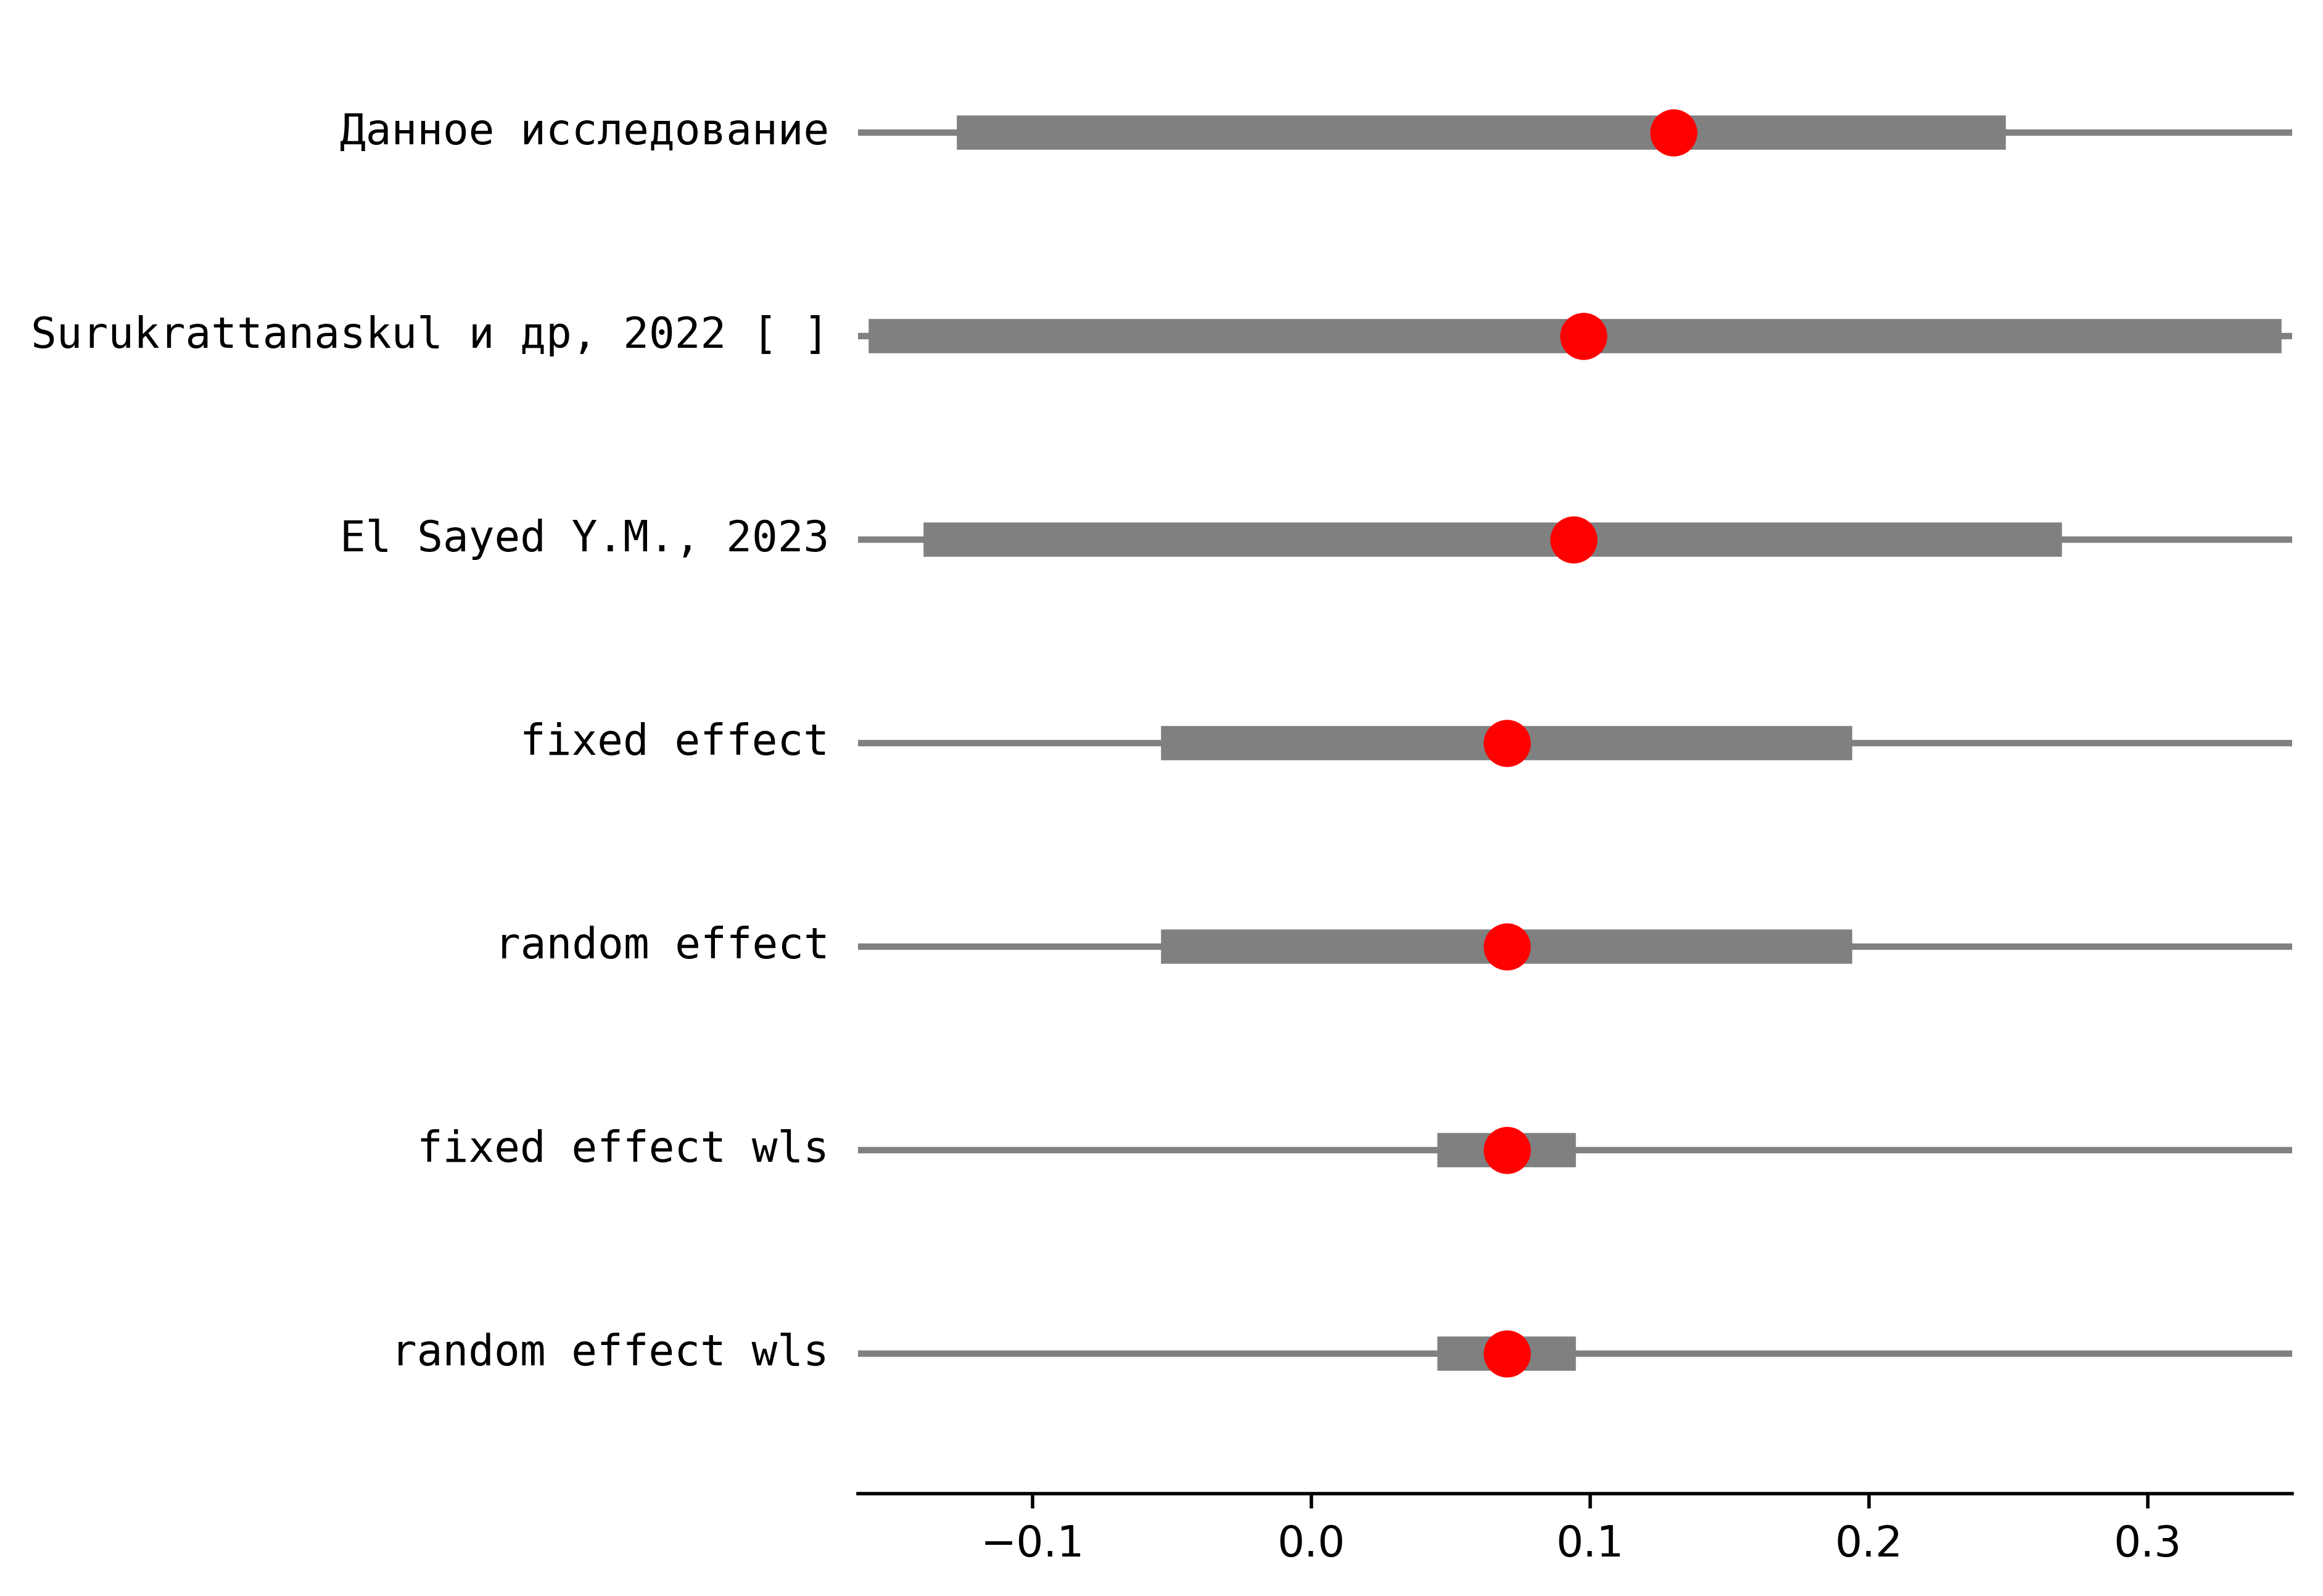 Данное исследование
Surukrattanaskul и др, 2022 [ ]
El Sayed Y.M., 2023
fixed effect
random effect
fixed effect wls
random effect wls
−0.1 0.0 0.1 0.2 0.3